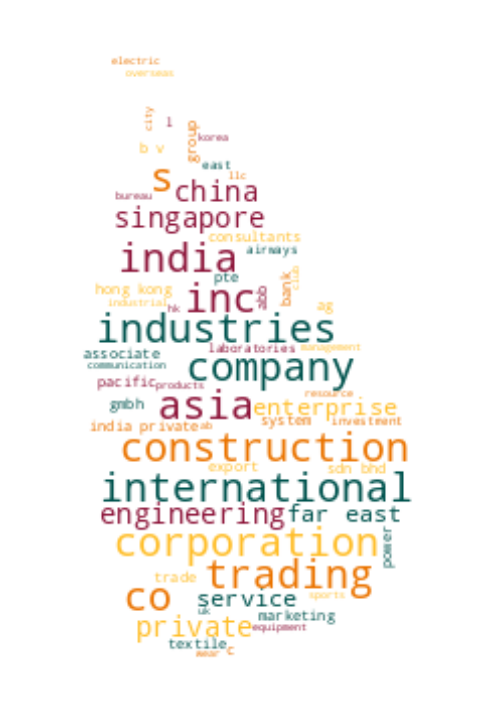 electric
overseas
city
l
group
korea
b v
east
llc
s
china
bureau
singapore
consultants
airways
india
pte
club
bank
hong kong
inc
abb
industrial
hk
ag
industries
laboratories
management
associate
communication
company
pacific
products
resource
gmbh
asia
enterprise
system
investment
india private
ab
construction
export
sdn bhd
international
engineering
far east
corporation
power
trade
trading
co
service
sports
uk
marketing
private
equipment
textile
wear
c